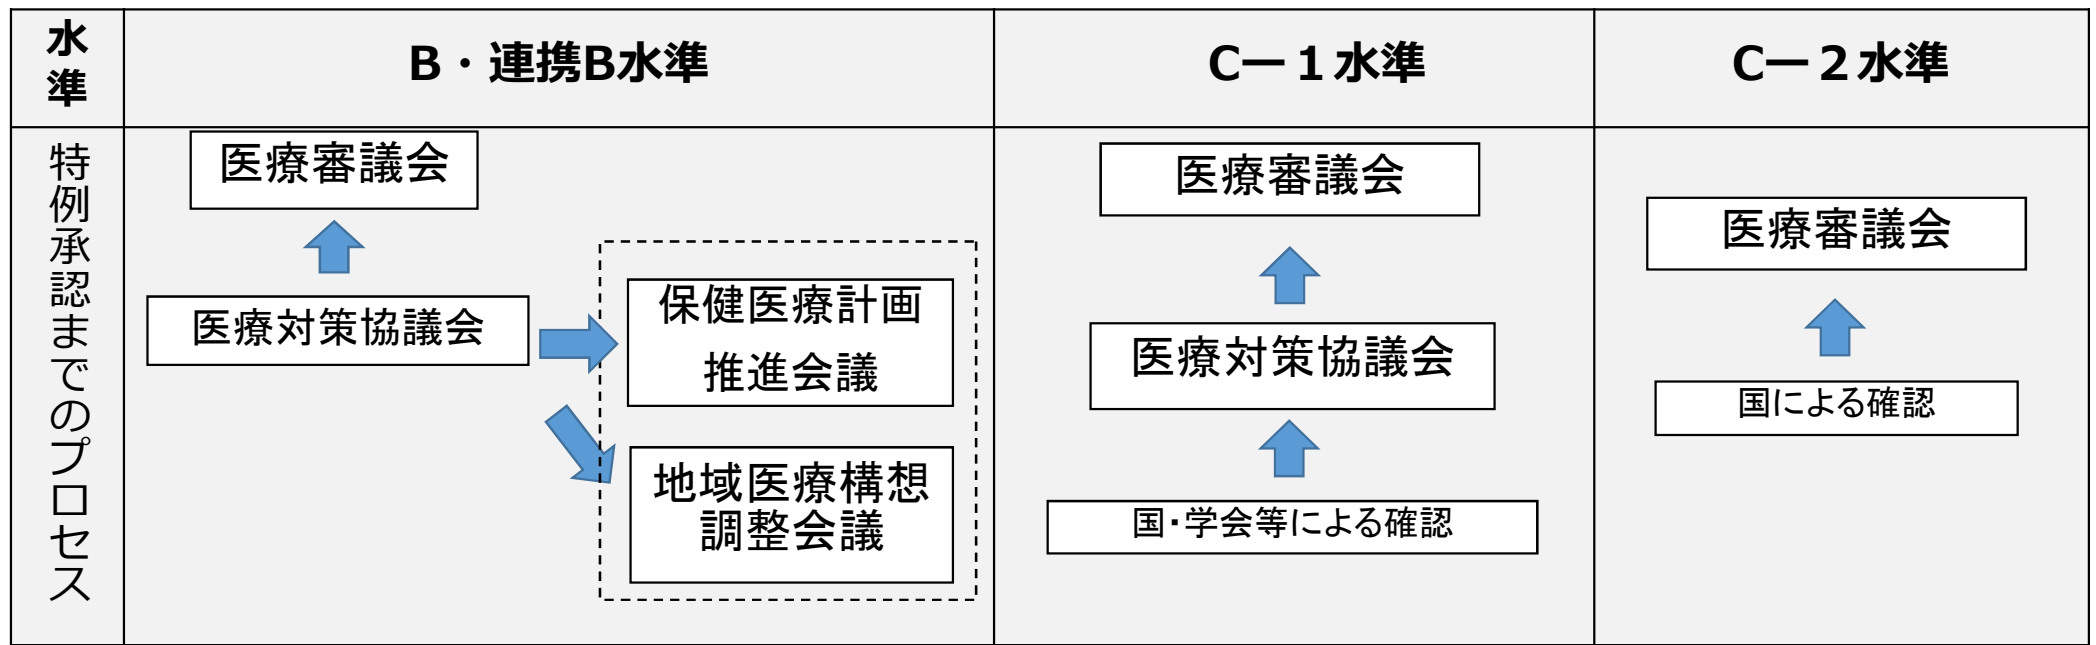 水
準
B・連携B水準
C－１水準
C－２水準
特例承認までのプロセス
医療審議会
医療対策協議会
保健医療計画
推進会議
地域医療構想
調整会議
医療審議会
医療対策協議会
国・学会等による確認
医療審議会
国による確認